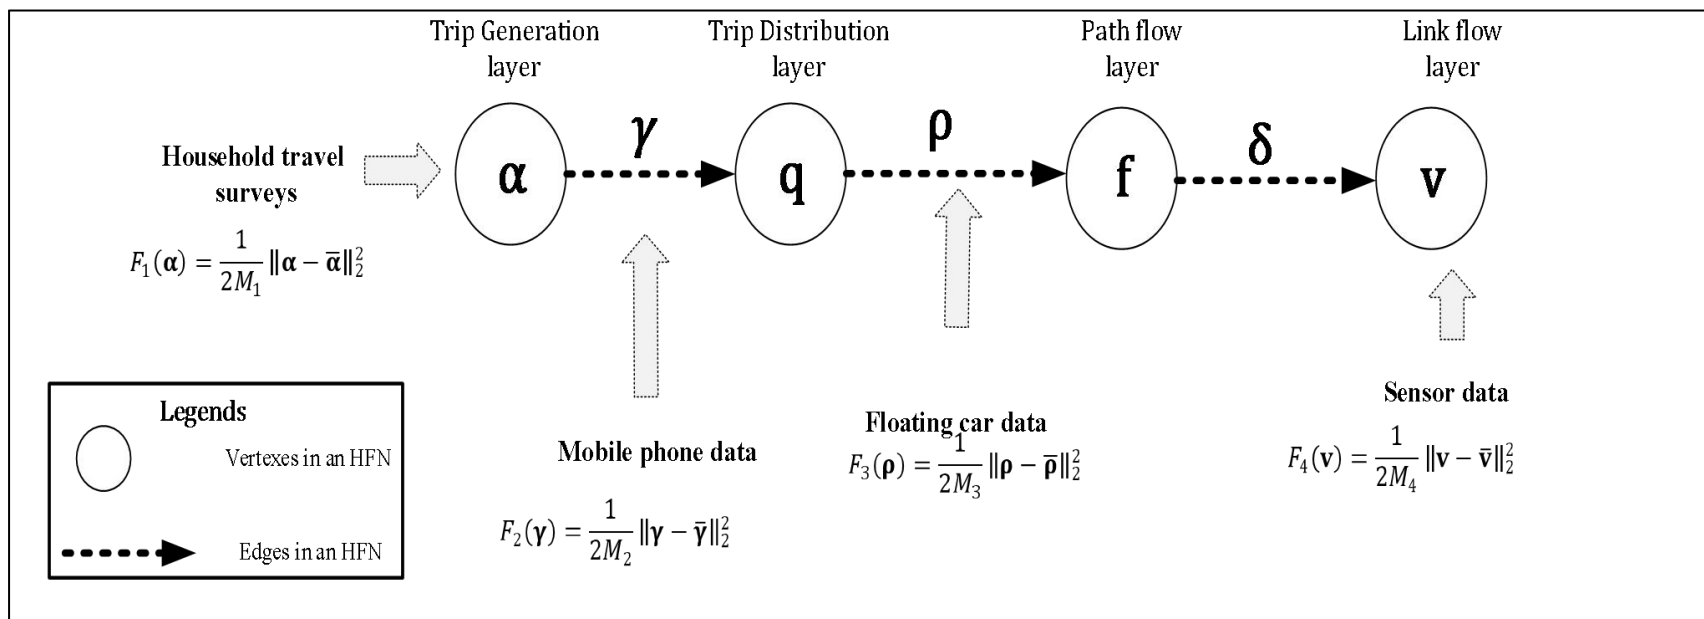 Trip Generation
layer
Trip Distribution
layer
Path flow
layer
Link flow
layer
Household travel
surveys
α
γ
q
ρ
f
δ
v
F₁(α) = 1/2M₁ ‖α − ᾱ‖₂²
Legends
Vertexes in an HFN
Edges in an HFN
Mobile phone data
F₂(γ) = 1/2M₂ ‖γ − γ̄‖₂²
Floating car data
F₃(ρ) = 1/2M₃ ‖ρ − ρ̄‖₂²
Sensor data
F₄(v) = 1/2M₄ ‖v − v̄‖₂²